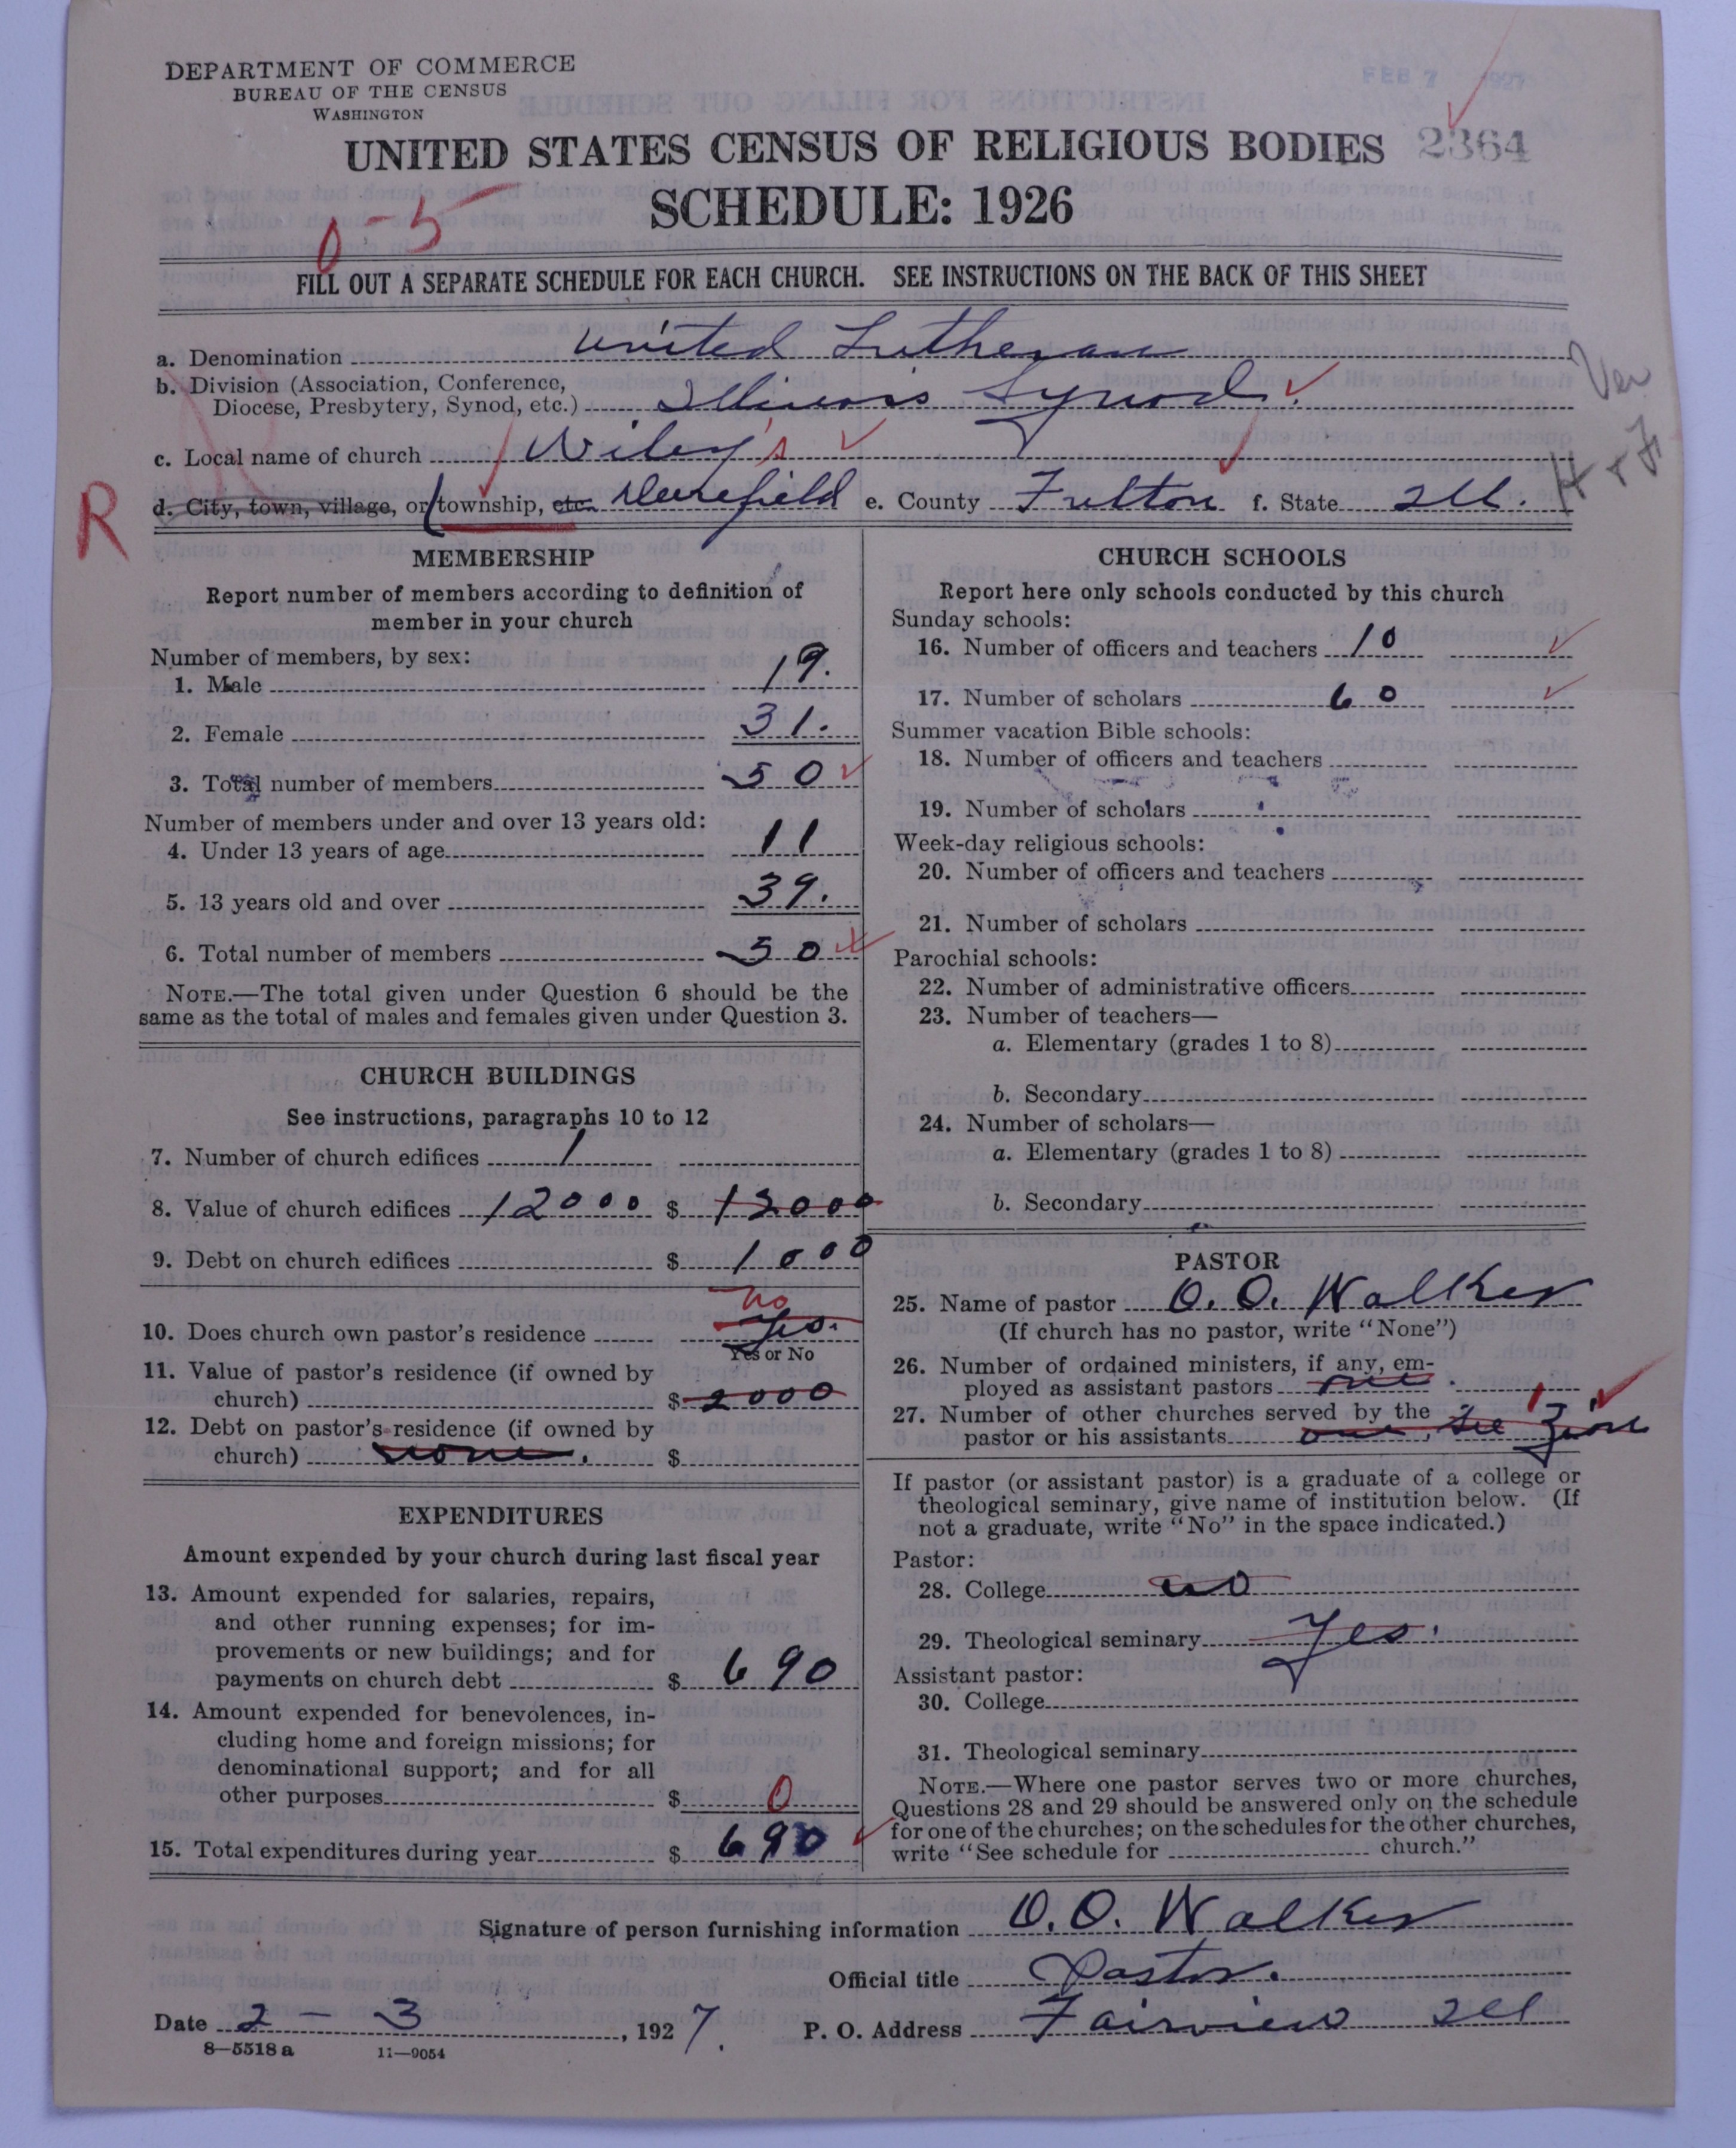 DEPARTMENT OF COMMERCE
BUREAU OF THE CENSUS
WASHINGTON
FEB 7 1927
UNITED STATES CENSUS OF RELIGIOUS BODIES 2364
SCHEDULE: 1926
0-5
FILL OUT A SEPARATE SCHEDULE FOR EACH CHURCH. SEE INSTRUCTIONS ON THE BACK OF THIS SHEET
a. Denomination United Lutheran
b. Division (Association, Conference,
Diocese, Presbytery, Synod, etc.) Illinois Synod.
Ver
H + F
c. Local name of church Wiley's
R
d. City, town, village, or township, etc. Deerfield e. County Fulton f. State Ill.
MEMBERSHIP
Report number of members according to definition of
member in your church
Number of members, by sex:
1. Male 19.
2. Female 31.
3. Total number of members 50
Number of members under and over 13 years old:
4. Under 13 years of age 11
5. 13 years old and over 39.
6. Total number of members 50
NOTE.—The total given under Question 6 should be the
same as the total of males and females given under Question 3.
CHURCH BUILDINGS
See instructions, paragraphs 10 to 12
7. Number of church edifices 1
8. Value of church edifices 12000 $ 12000
9. Debt on church edifices $ 1000
no
10. Does church own pastor's residence Yes.
Yes or No
11. Value of pastor's residence (if owned by
church) $ 2000
12. Debt on pastor's residence (if owned by
church) none. $
EXPENDITURES
Amount expended by your church during last fiscal year
13. Amount expended for salaries, repairs,
and other running expenses; for im-
provements or new buildings; and for
payments on church debt $ 690
14. Amount expended for benevolences, in-
cluding home and foreign missions; for
denominational support; and for all
other purposes $ 0
15. Total expenditures during year $ 690
CHURCH SCHOOLS
Report here only schools conducted by this church
Sunday schools:
16. Number of officers and teachers 10
17. Number of scholars 60
Summer vacation Bible schools:
18. Number of officers and teachers
19. Number of scholars
Week-day religious schools:
20. Number of officers and teachers
21. Number of scholars
Parochial schools:
22. Number of administrative officers
23. Number of teachers—
a. Elementary (grades 1 to 8)
b. Secondary
24. Number of scholars—
a. Elementary (grades 1 to 8)
b. Secondary
PASTOR
25. Name of pastor O. O. Walker
(If church has no pastor, write "None")
26. Number of ordained ministers, if any, em-
ployed as assistant pastors
27. Number of other churches served by the 1
pastor or his assistants one, see Zion
If pastor (or assistant pastor) is a graduate of a college or
theological seminary, give name of institution below. (If
not a graduate, write "No" in the space indicated.)
Pastor:
28. College no
29. Theological seminary Yes.
Assistant pastor:
30. College
31. Theological seminary
NOTE.—Where one pastor serves two or more churches,
Questions 28 and 29 should be answered only on the schedule
for one of the churches; on the schedules for the other churches,
write "See schedule for church."
Signature of person furnishing information O. O. Walker
Official title Pastor.
Date 2 - 3, 1927. P. O. Address Fairview Ill
8-5518a 11-9054